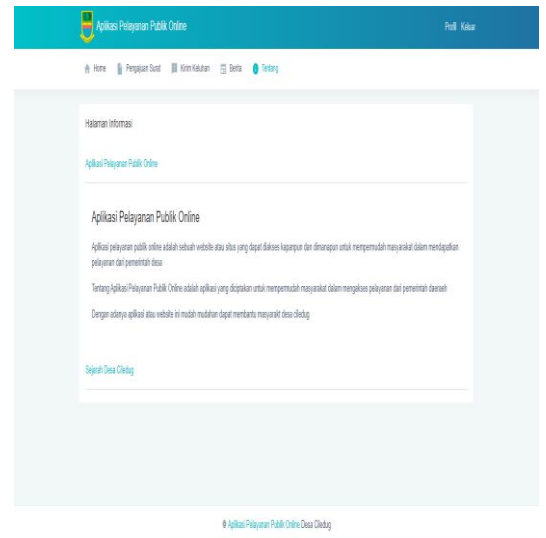 Aplikasi Pelayanan Publik Online
Profil Keluar
Home Pengajuan Surat Kirim Keluhan Berita Tentang
Halaman Informasi
Aplikasi Pelayanan Publik Online
Aplikasi Pelayanan Publik Online
Aplikasi pelayanan publik online adalah sebuah website atau situs yang dapat diakses kapanpun dan dimanapun untuk mempermudah masyarakat dalam mendapatkan
pelayanan dari pemerintah desa
Tentang Aplikasi Pelayanan Publik Online adalah aplikasi yang diciptakan untuk mempermudah masyarakat dalam mengakses pelayanan dari pemerintah daeraeh
Dengan adanya aplikasi atau website ini mudah mudahan dapat membantu masyarakt desa ciledug
Sejarah Desa Ciledug
© Aplikasi Pelayanan Publik Online Desa Ciledug